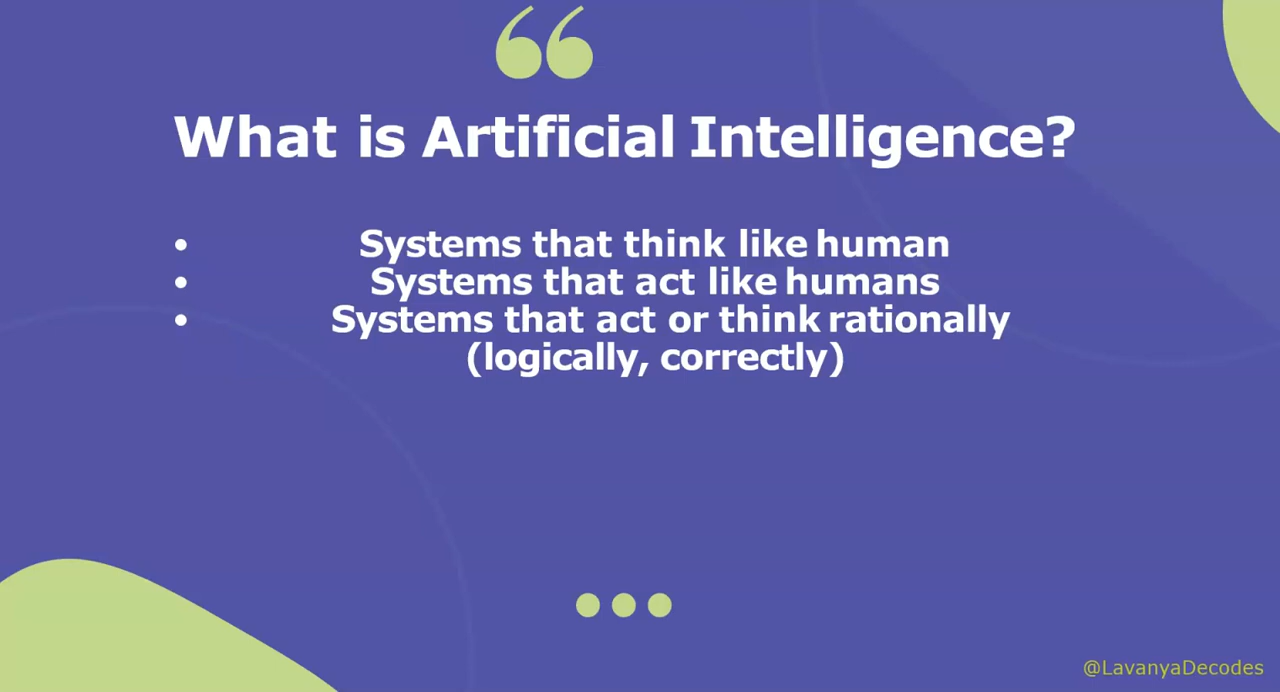 What is Artificial Intelligence?
• Systems that think like human
• Systems that act like humans
• Systems that act or think rationally
(logically, correctly)
@LavanyaDecodes